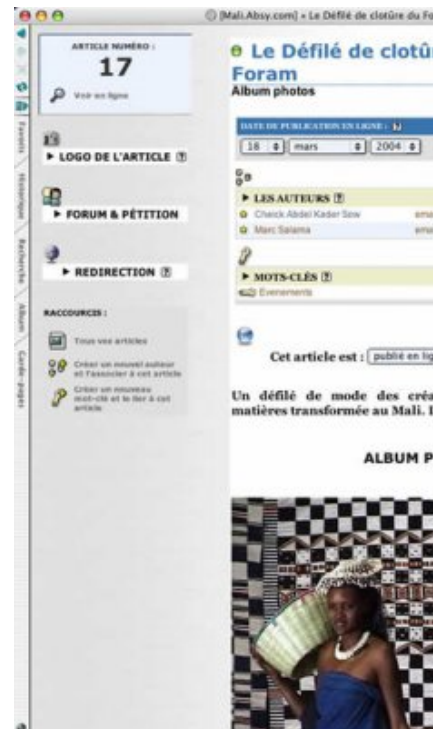 [Mali.Absy.com] « Le Défilé de clotûre du Fo
ARTICLE NUMÉRO :
17
Voir en ligne
LOGO DE L'ARTICLE
FORUM & PÉTITION
REDIRECTION
RACCOURCIS :
Tous vos articles
Créer un nouvel auteur
et l'associer à cet article
Créer un nouveau
mot-clé et le lier à cet
article
Favoris
Historique
Recherche
Album
Garde-pages
Le Défilé de clotûr
Foram
Album photos
DATE DE PUBLICATION EN LIGNE :
18 mars 2004
LES AUTEURS
Cheick Abdel Kader Sow ema
Marc Salama ema
MOTS-CLÉS
Evenements
Cet article est : publié en lig
Un défilé de mode des créa
matières transformée au Mali. I
ALBUM P